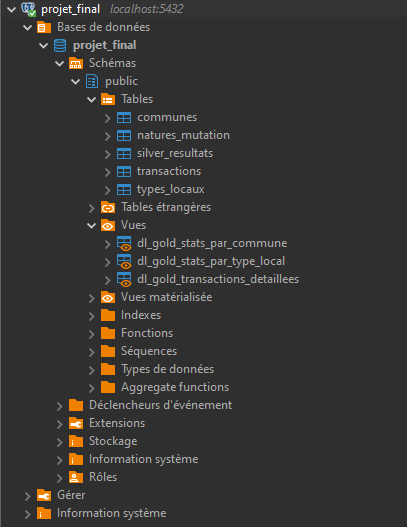 projet_final localhost:5432
Bases de données
projet_final
Schémas
public
Tables
communes
natures_mutation
silver_resultats
transactions
types_locaux
Tables étrangères
Vues
dl_gold_stats_par_commune
dl_gold_stats_par_type_local
dl_gold_transactions_detaillees
Vues matérialisée
Indexes
Fonctions
Séquences
Types de données
Aggregate functions
Déclencheurs d'événement
Extensions
Stockage
Information système
Rôles
Gérer
Information système